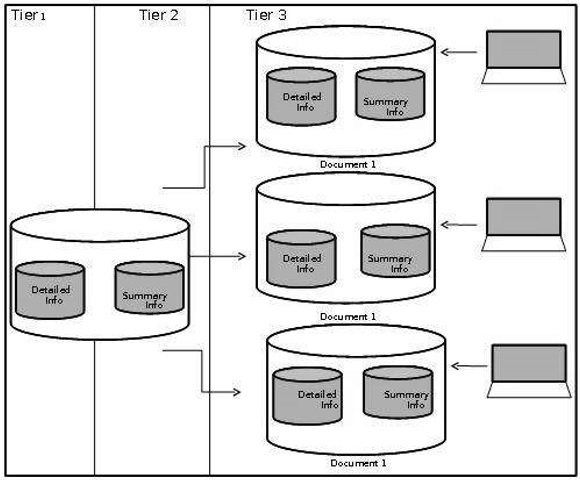 Tier 1
Tier 2
Tier 3
Detailed
Info
Summary
Info
Document 1
Detailed
Info
Summary
Info
Detailed
Info
Summary
Info
Document 1
Detailed
Info
Summary
Info
Document 1